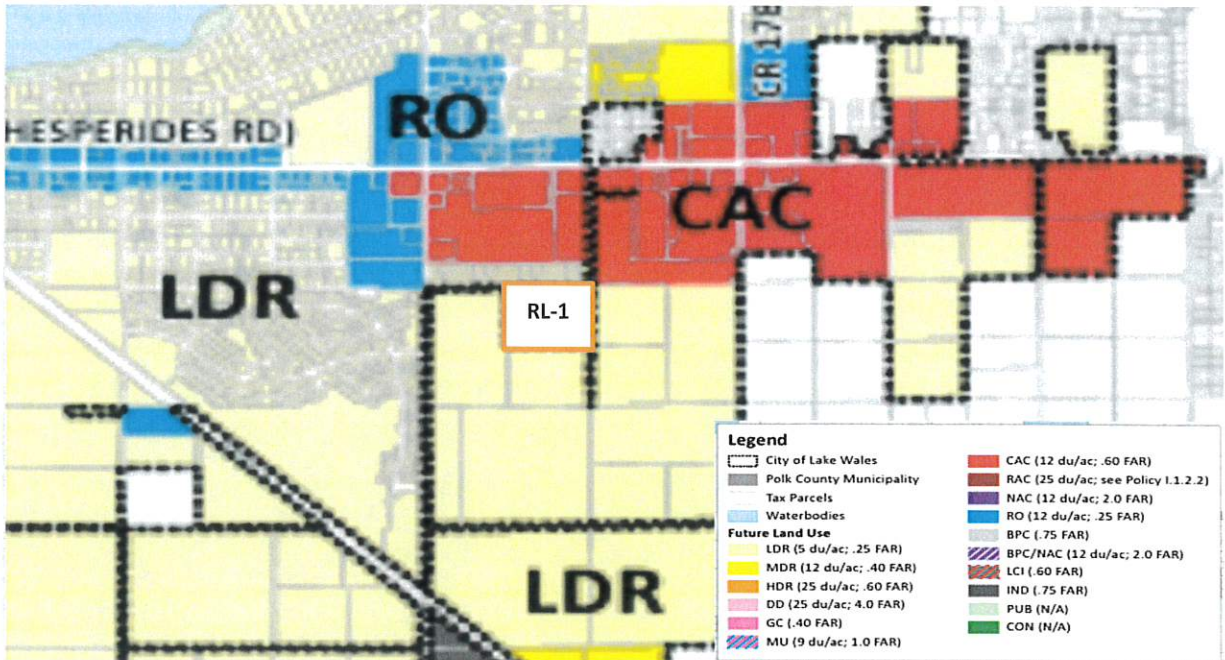 CR 17B
RO
HESPERIDES RD)
CAC
LDR
RL-1
LDR
Legend
City of Lake Wales
Polk County Municipality
Tax Parcels
Waterbodies
Future Land Use
LDR (5 du/ac; .25 FAR)
MDR (12 du/ac; .40 FAR)
HDR (25 du/ac; .60 FAR)
DD (25 du/ac; 4.0 FAR)
GC (.40 FAR)
MU (9 du/ac; 1.0 FAR)
CAC (12 du/ac; .60 FAR)
RAC (25 du/ac; see Policy I.1.2.2)
NAC (12 du/ac; 2.0 FAR)
RO (12 du/ac; .25 FAR)
BPC (.75 FAR)
BPC/NAC (12 du/ac; 2.0 FAR)
LCI (.60 FAR)
IND (.75 FAR)
PUB (N/A)
CON (N/A)